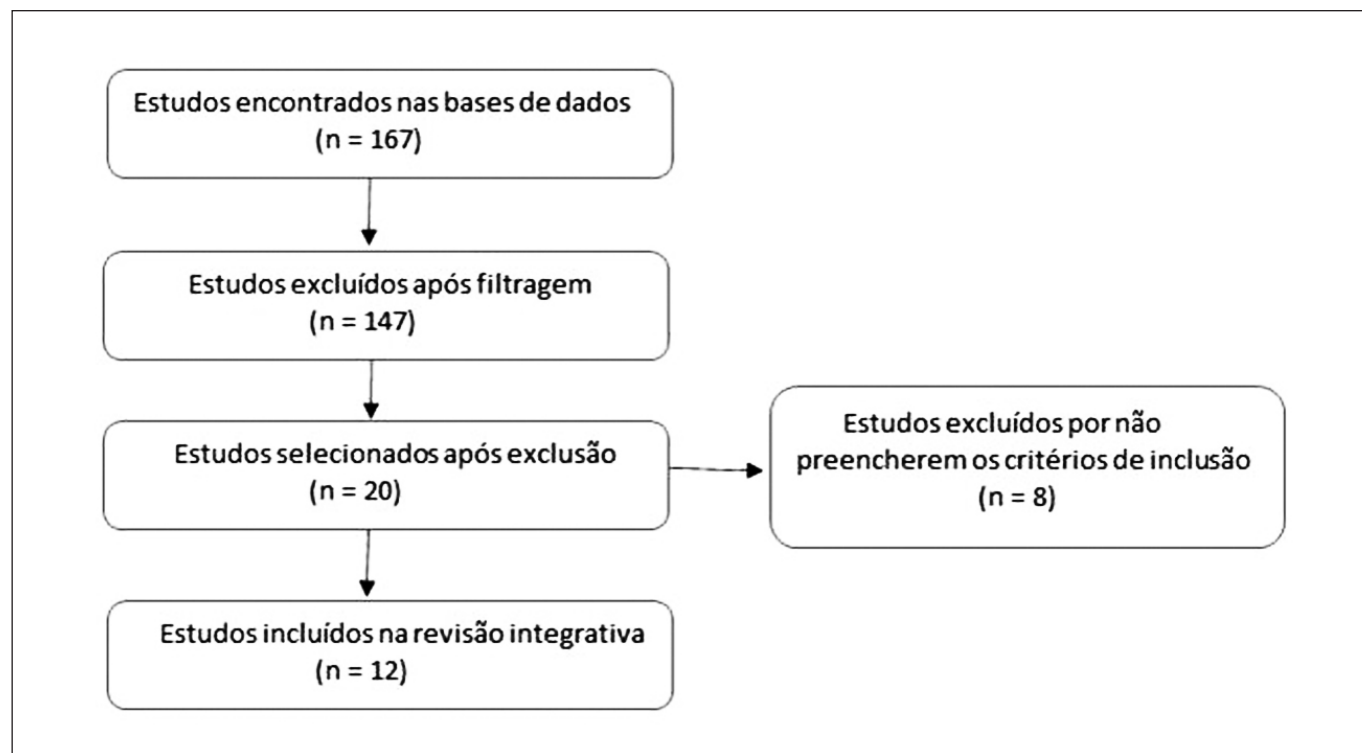 Estudos encontrados nas bases de dados
(n = 167)
Estudos excluídos após filtragem
(n = 147)
Estudos selecionados após exclusão
(n = 20)
Estudos excluídos por não
preencherem os critérios de inclusão
(n = 8)
Estudos incluídos na revisão integrativa
(n = 12)